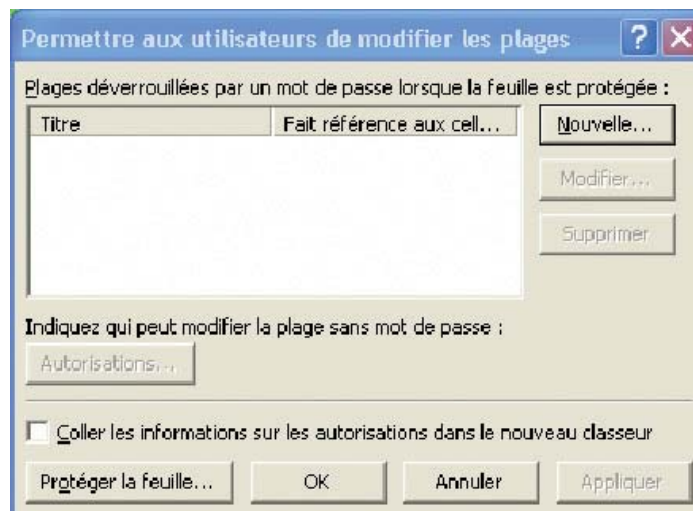 Permettre aux utilisateurs de modifier les plages
Plages déverrouillées par un mot de passe lorsque la feuille est protégée :
Titre
Fait référence aux cell...
Nouvelle...
Modifier...
Supprimer
Indiquez qui peut modifier la plage sans mot de passe :
Autorisations...
Coller les informations sur les autorisations dans le nouveau classeur
Protéger la feuille...
OK
Annuler
Appliquer